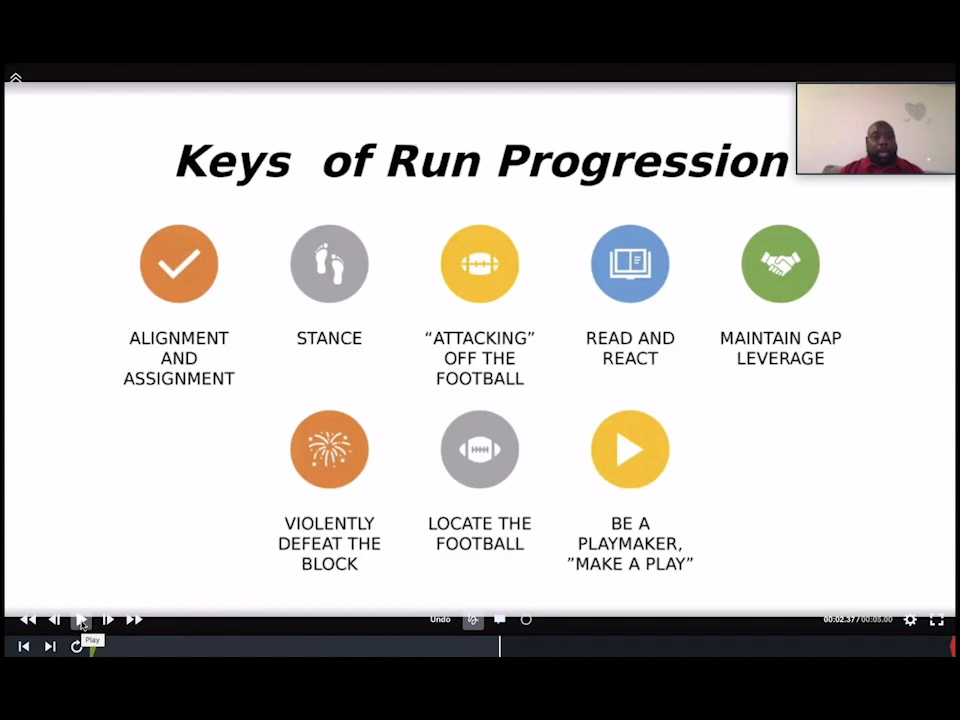 Keys of Run Progression
ALIGNMENT
AND
ASSIGNMENT
STANCE
“ATTACKING”
OFF THE
FOOTBALL
READ AND
REACT
MAINTAIN GAP
LEVERAGE
VIOLENTLY
DEFEAT THE
BLOCK
LOCATE THE
FOOTBALL
BE A
PLAYMAKER,
”MAKE A PLAY”
Undo
00:02.37 / 00:05.00
Play